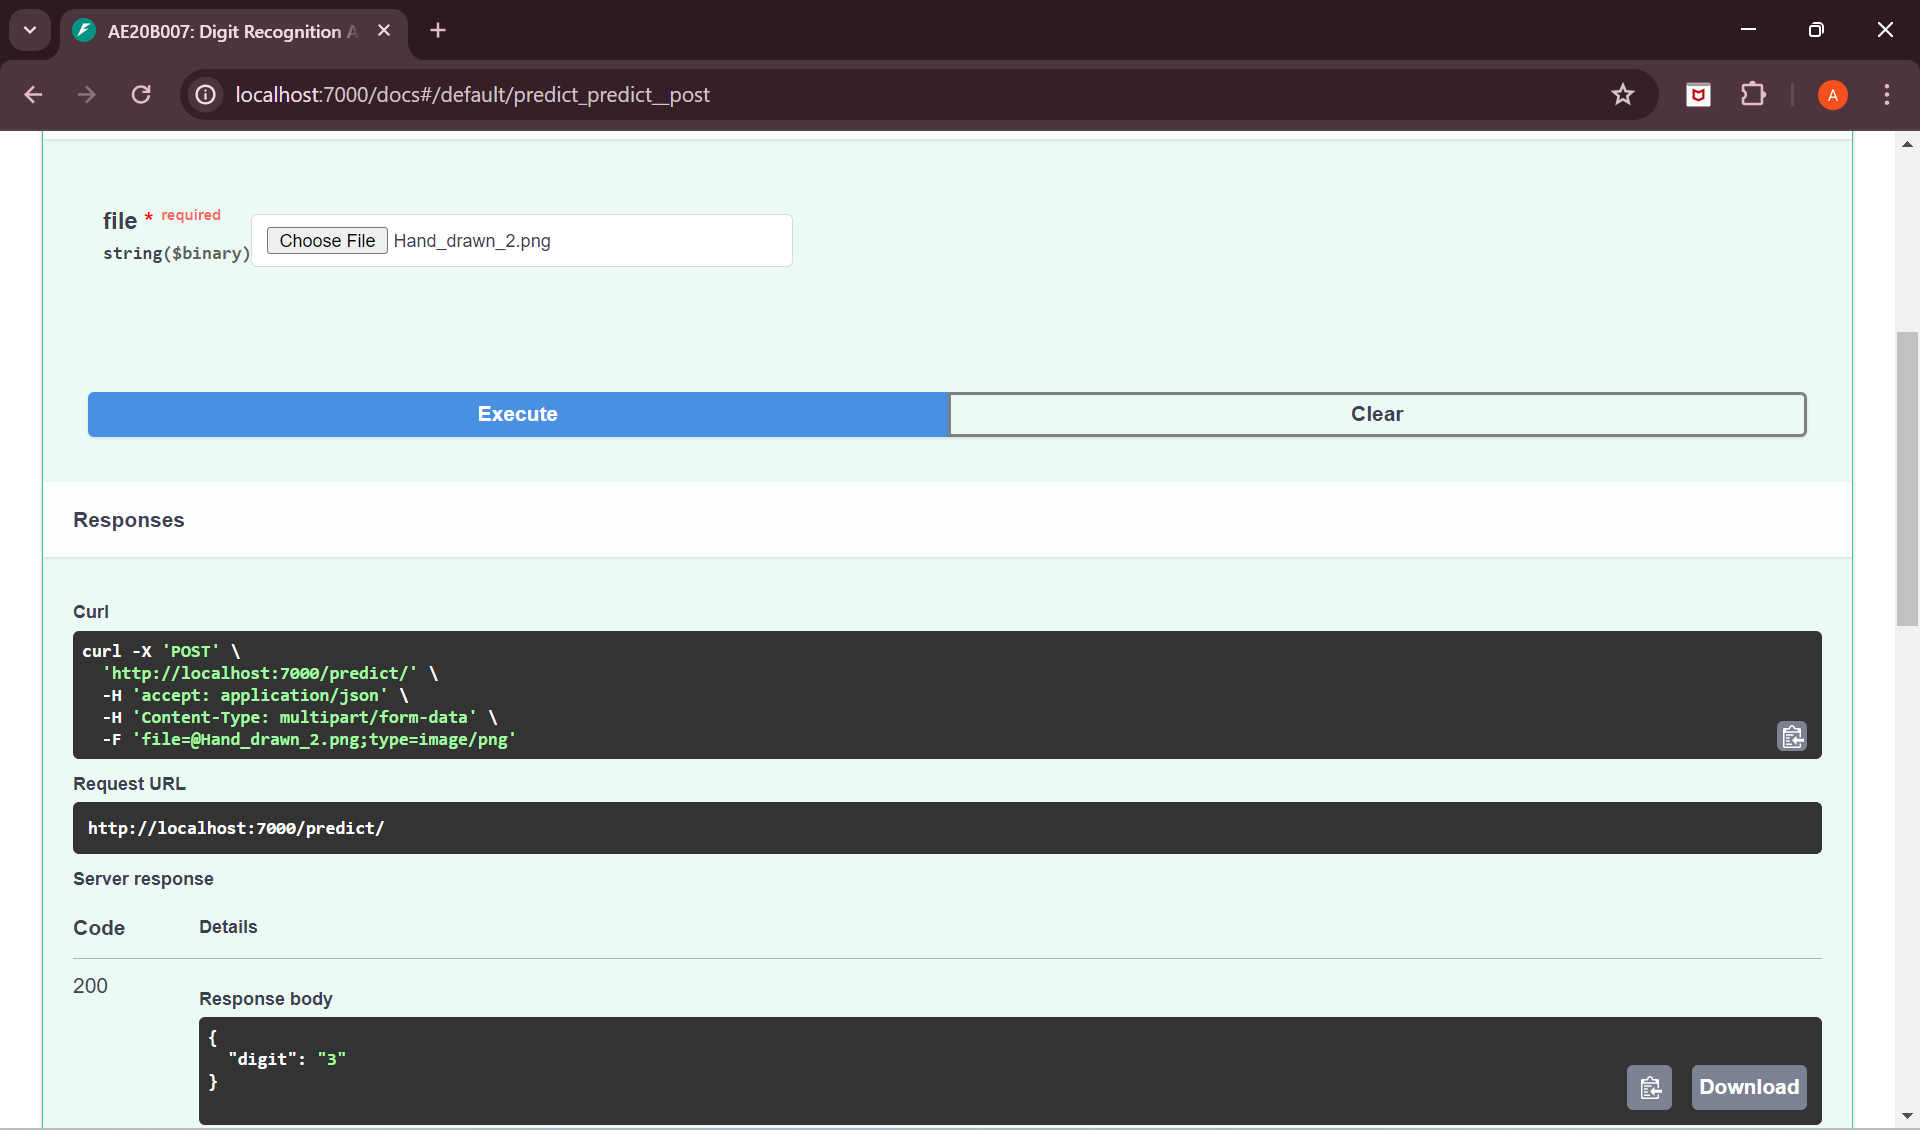 AE20B007: Digit Recognition A
localhost:7000/docs#/default/predict_predict__post
A
file * required
string($binary)
Choose File Hand_drawn_2.png
Execute
Clear
Responses
Curl
curl -X 'POST' \
  'http://localhost:7000/predict/' \
  -H 'accept: application/json' \
  -H 'Content-Type: multipart/form-data' \
  -F 'file=@Hand_drawn_2.png;type=image/png'
Request URL
http://localhost:7000/predict/
Server response
Code Details
200
Response body
{
  "digit": "3"
}
Download